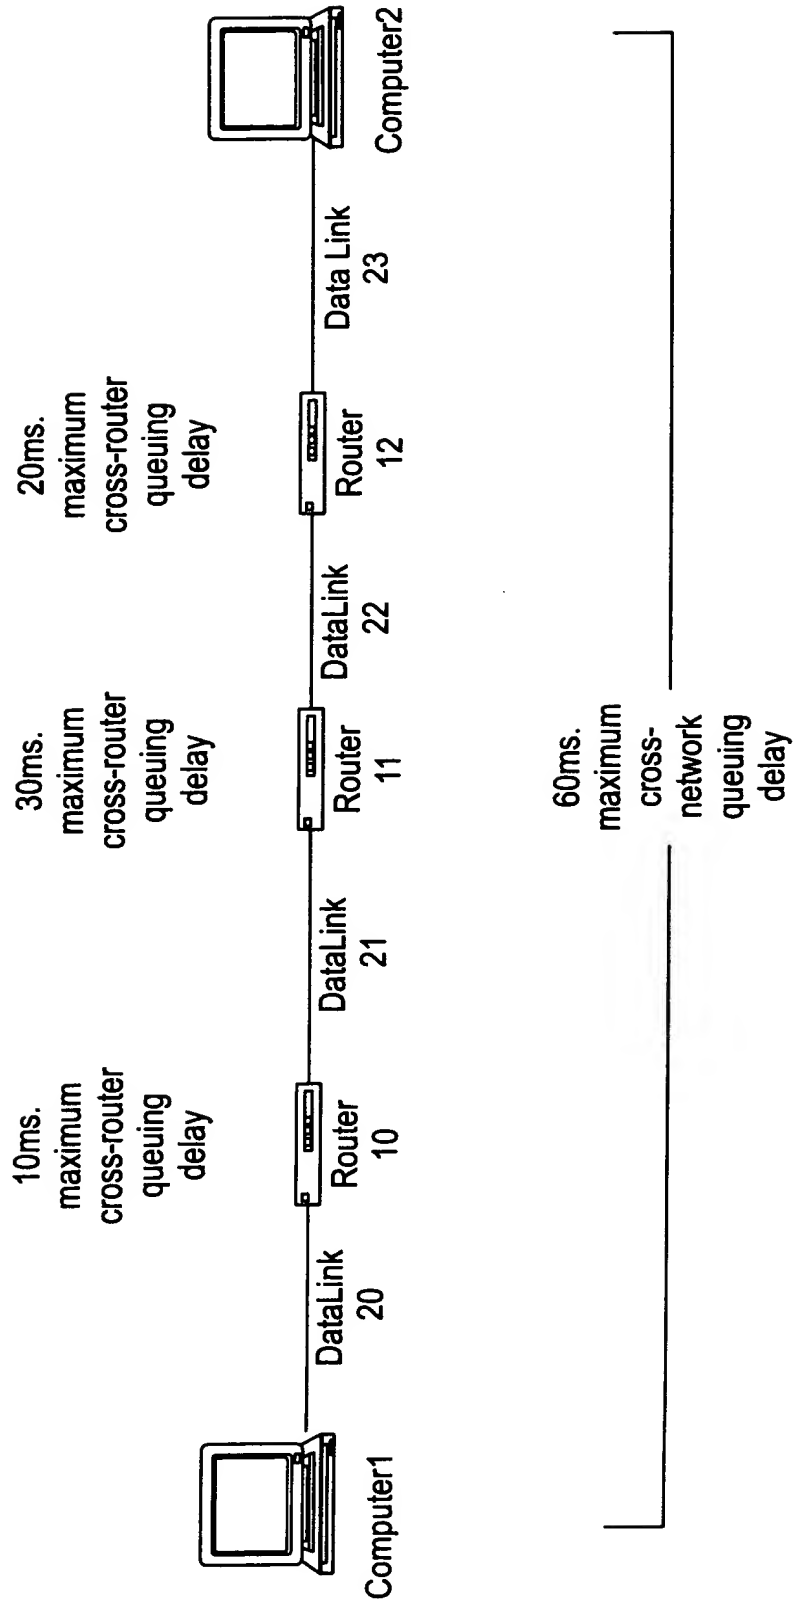 10ms.
maximum
cross-router
queuing
delay
30ms.
maximum
cross-router
queuing
delay
20ms.
maximum
cross-router
queuing
delay
Computer1
DataLink
20
Router
10
DataLink
21
Router
11
DataLink
22
Router
12
Data Link
23
Computer2
60ms.
maximum
cross-
network
queuing
delay